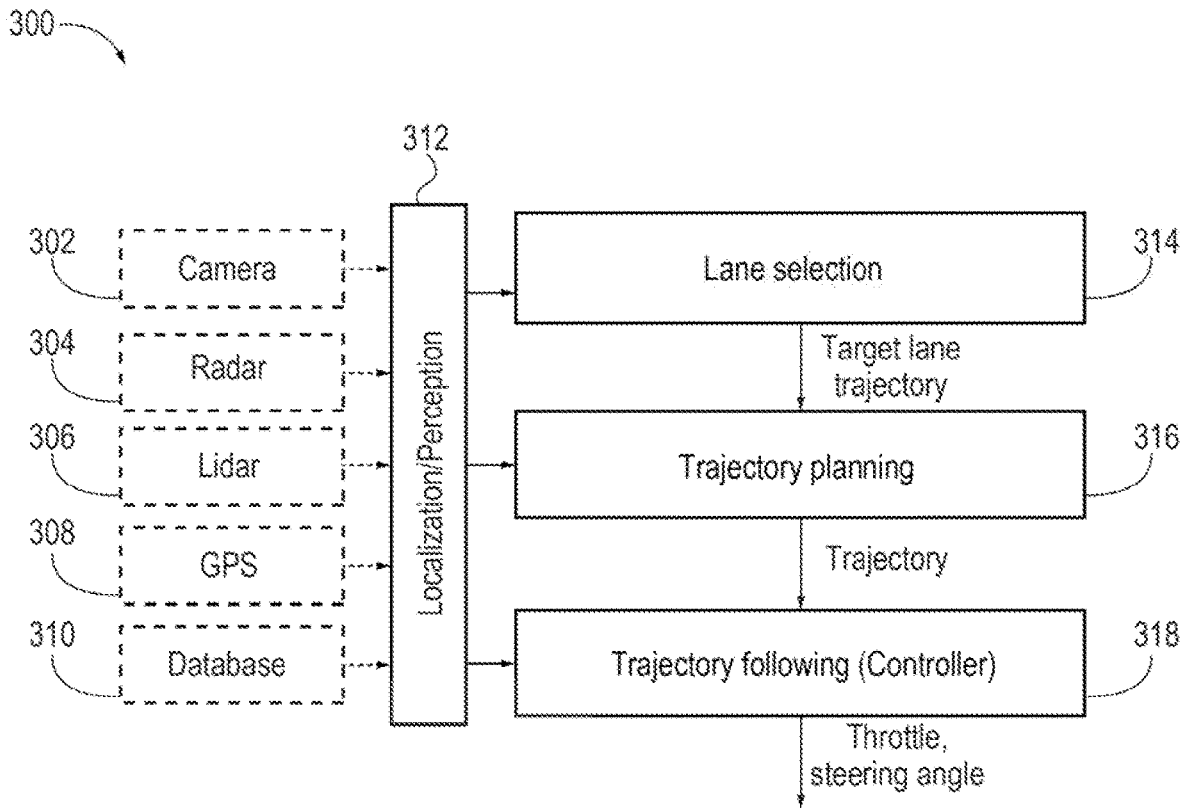 300
312
302
Camera
Lane selection
314
304
Radar
Target lane
trajectory
306
Lidar
Localization/Perception
Trajectory planning
316
308
GPS
Trajectory
310
Database
Trajectory following (Controller)
318
Throttle,
steering angle